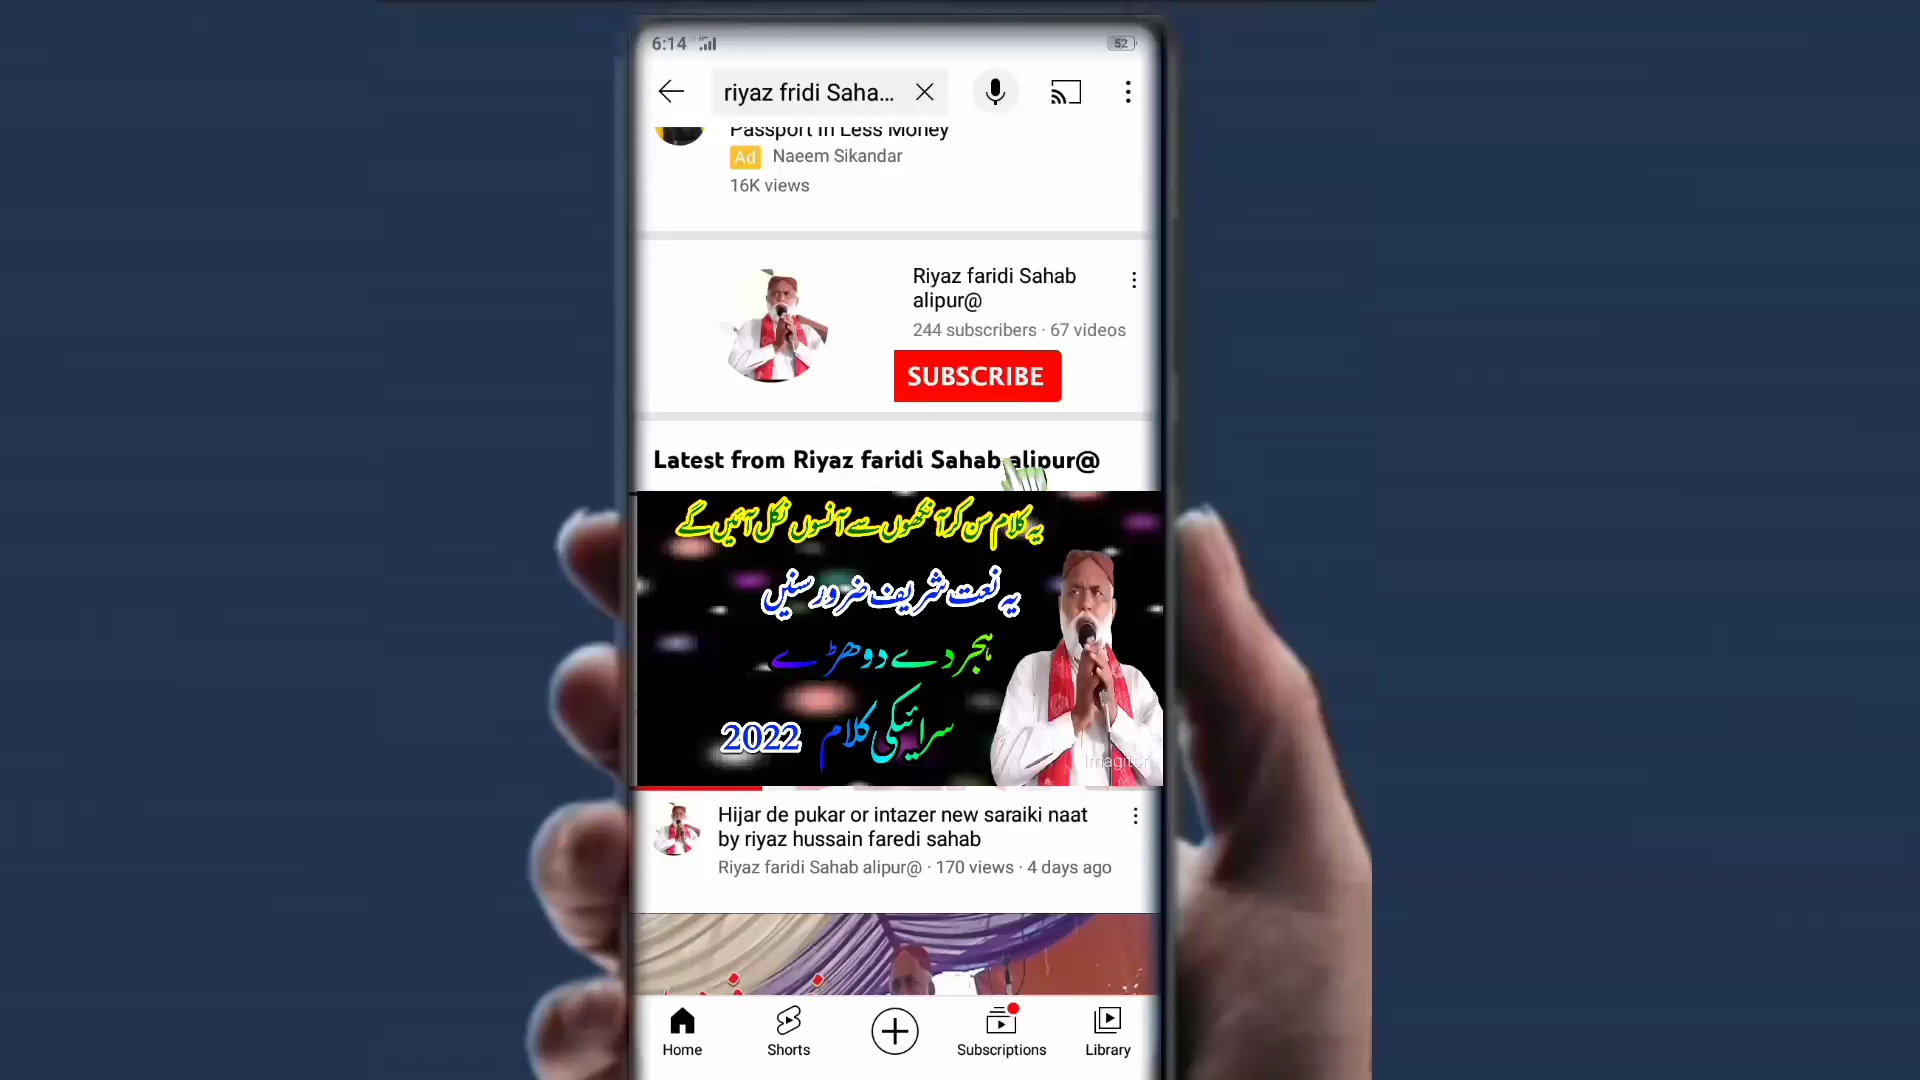 6:14
52
riyaz fridi Saha...
Passport In Less Money
Ad Naeem Sikandar
16K views
Riyaz faridi Sahab
alipur@
244 subscribers · 67 videos
SUBSCRIBE
Latest from Riyaz faridi Sahab alipur@
یہ کلام سن کر آنکھوں سے آنسوں نکل آئیں گے
یہ نعت شریف ضرور سنیں
ہجر دے دوھڑے
سرائیکی کلام 2022
Imagitor
Hijar de pukar or intazer new saraiki naat
by riyaz hussain faredi sahab
Riyaz faridi Sahab alipur@ · 170 views · 4 days ago
Home
Shorts
Subscriptions
Library